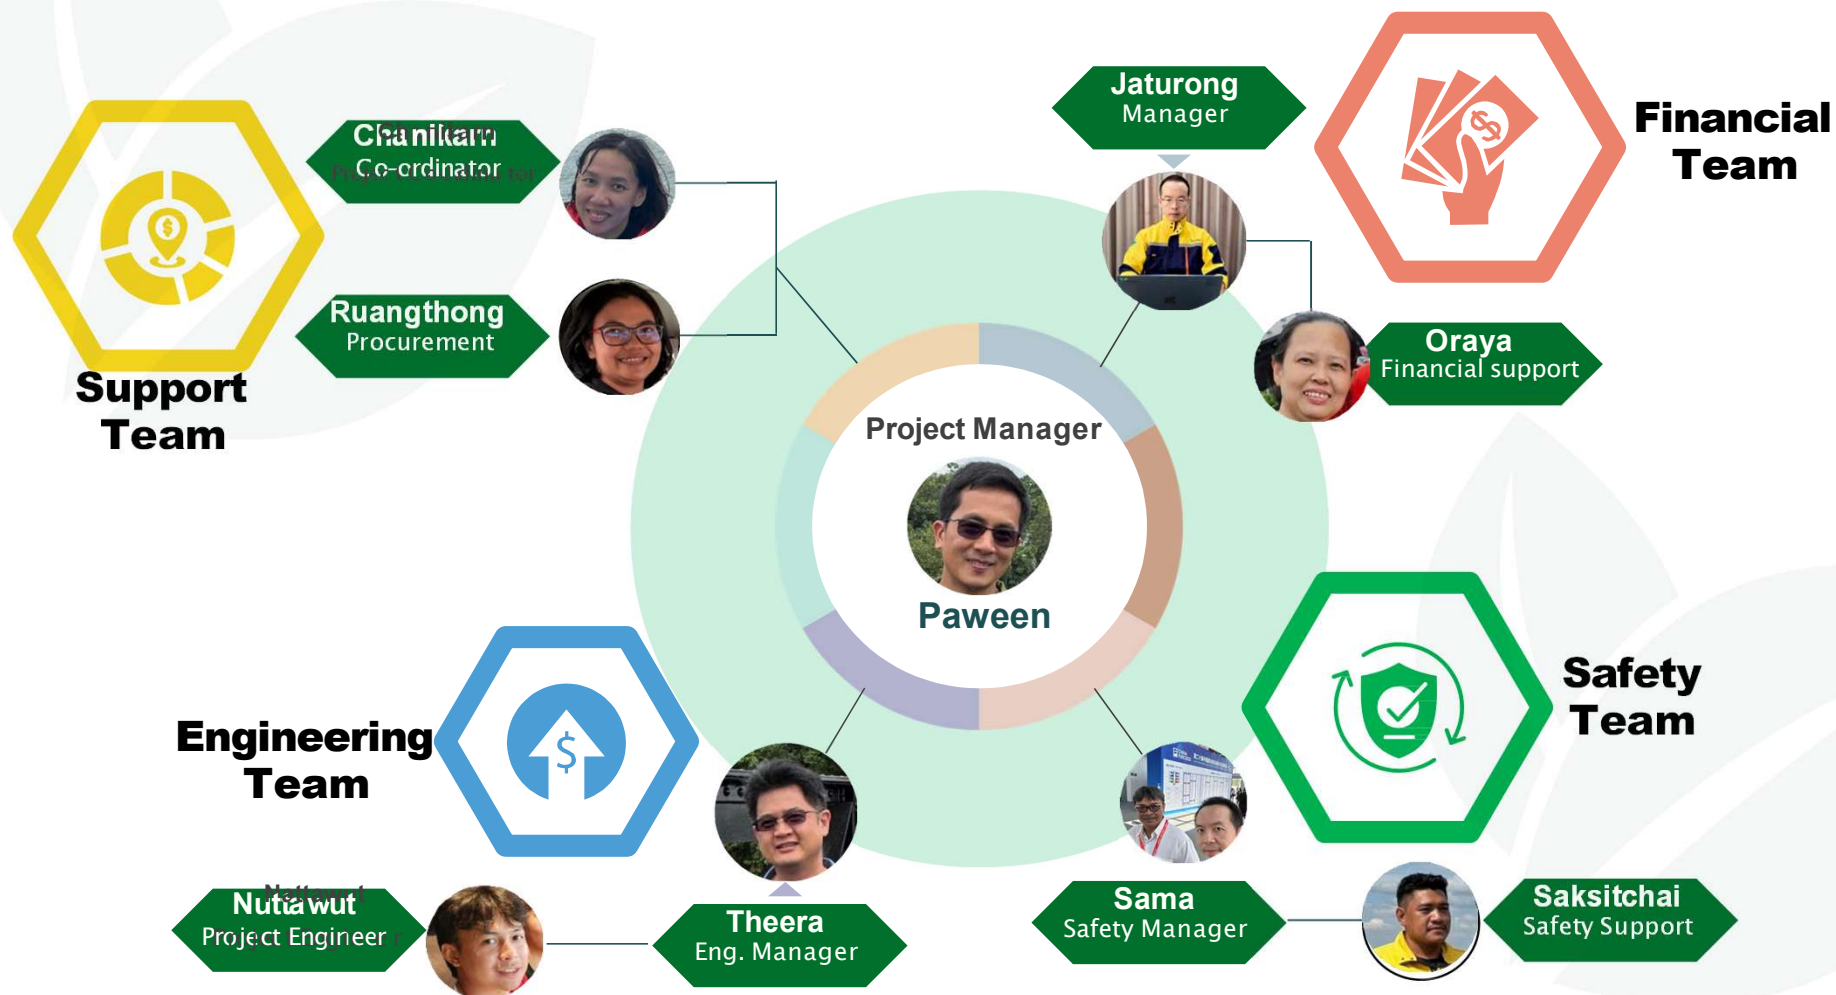 Jaturong
Manager
Financial
Team
Chanikarn
Co-ordinator
Ruangthong
Procurement
Support
Team
Oraya
Financial support
Project Manager
Paween
Engineering
Team
$
Safety
Team
Nuttawut
Project Engineer
Theera
Eng. Manager
Sama
Safety Manager
Saksitchai
Safety Support